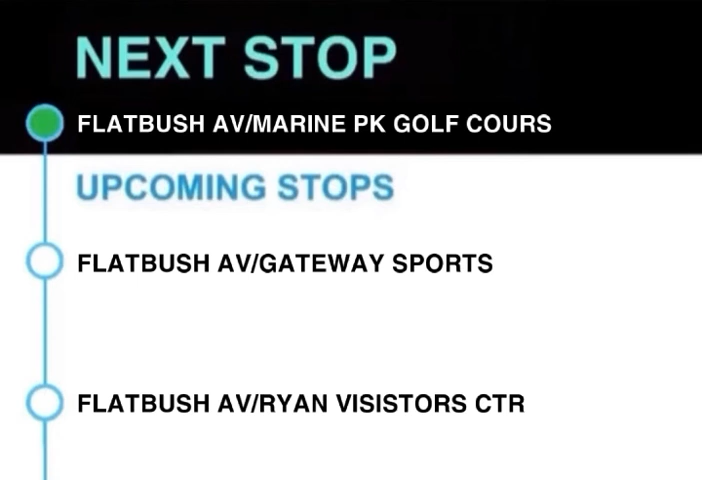 NEXT STOP
FLATBUSH AV/MARINE PK GOLF COURS
UPCOMING STOPS
FLATBUSH AV/GATEWAY SPORTS
FLATBUSH AV/RYAN VISISTORS CTR